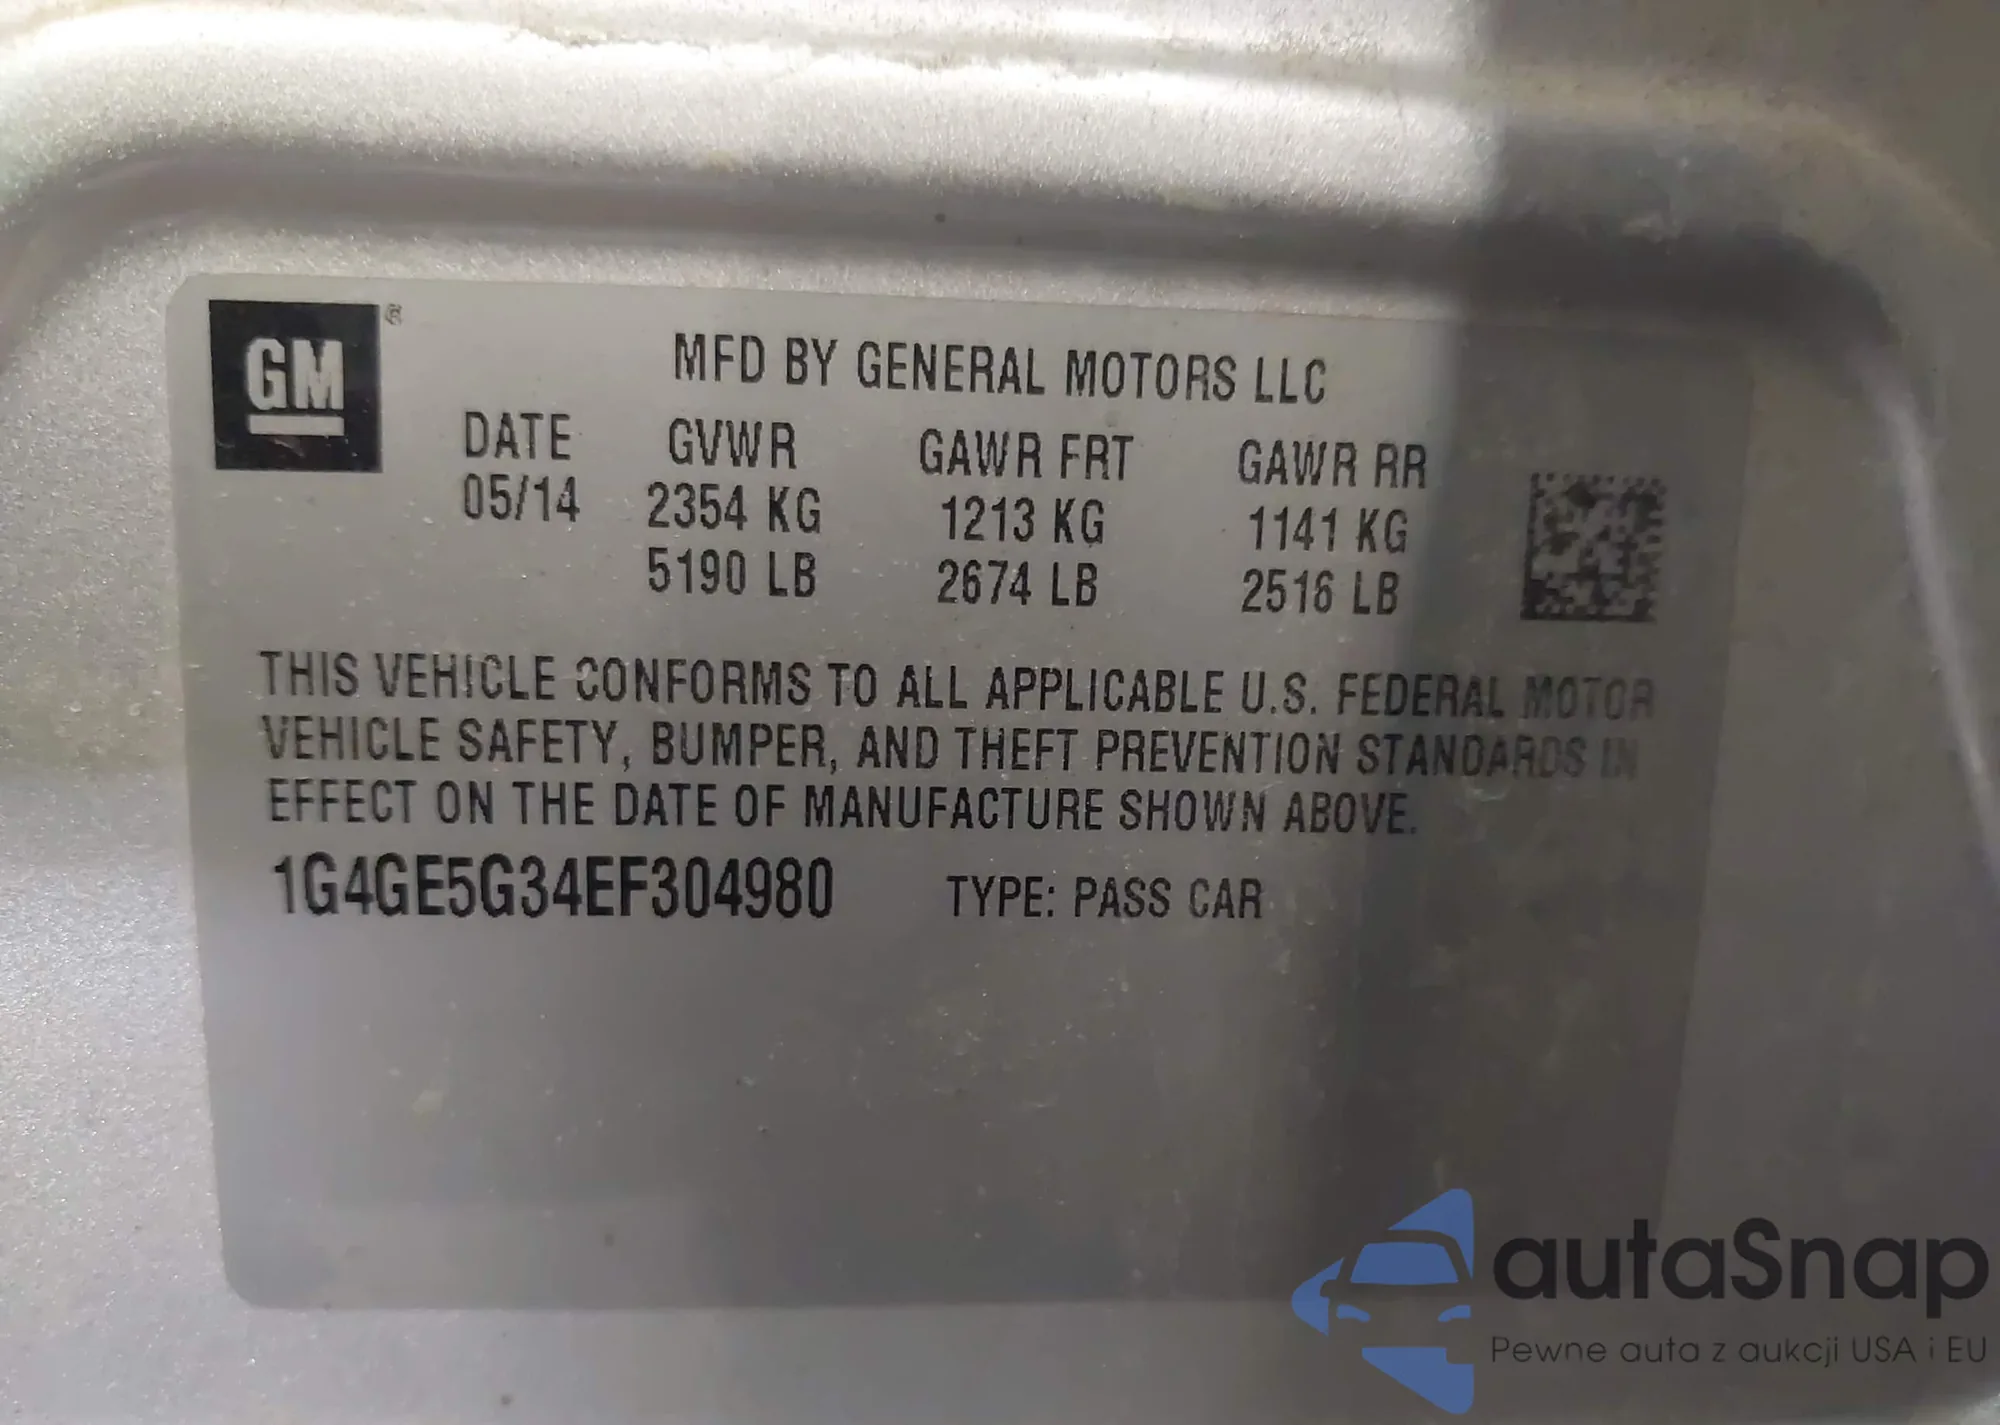 GM ®
MFD BY GENERAL MOTORS LLC
DATE GVWR GAWR FRT GAWR RR
05/14 2354 KG 1213 KG 1141 KG
5190 LB 2674 LB 2516 LB
THIS VEHICLE CONFORMS TO ALL APPLICABLE U.S. FEDERAL MOTOR
VEHICLE SAFETY, BUMPER, AND THEFT PREVENTION STANDARDS IN
EFFECT ON THE DATE OF MANUFACTURE SHOWN ABOVE.
1G4GE5G34EF304980 TYPE: PASS CAR
autaSnap
Pewne auta z aukcji USA i EU